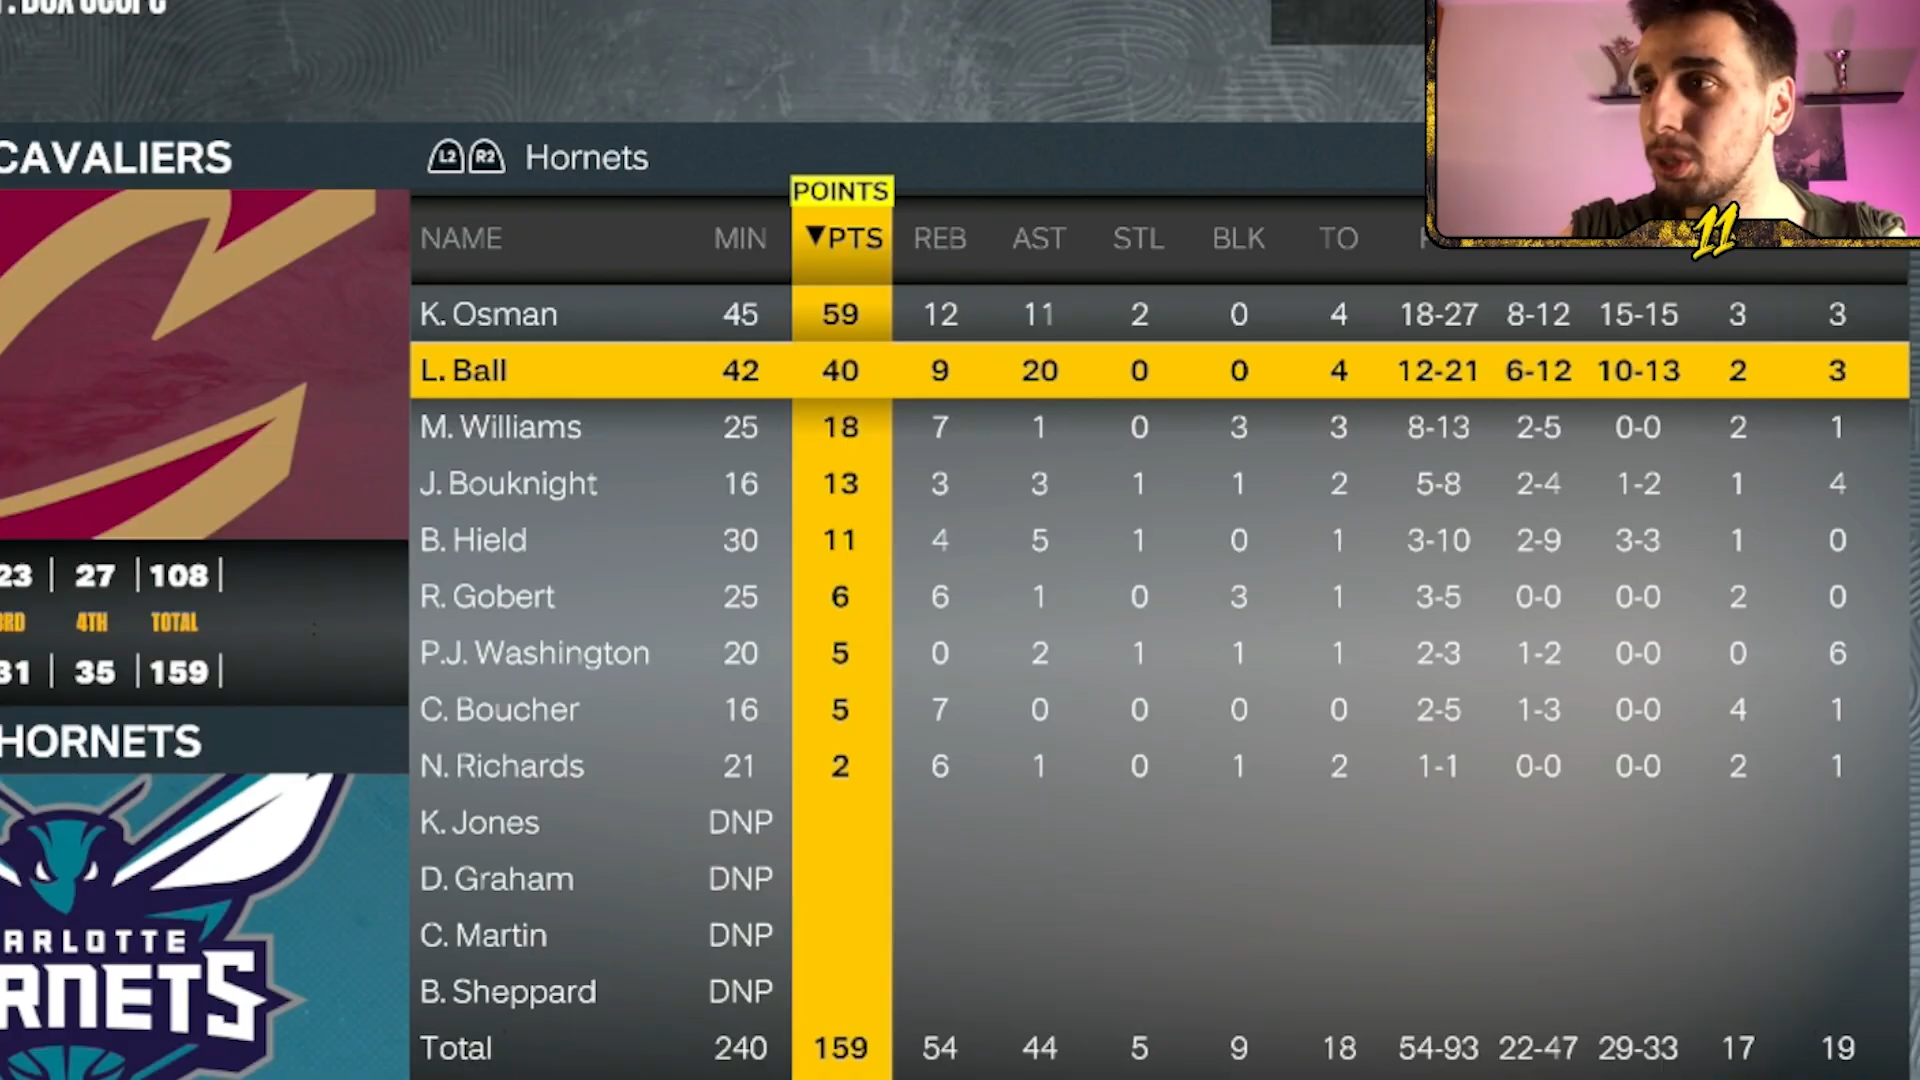 CAVALIERS
L2 R2 Hornets
POINTS
NAME MIN ▼PTS REB AST STL BLK TO
K. Osman 45 59 12 11 2 0 4 18-27 8-12 15-15 3 3
L. Ball 42 40 9 20 0 0 4 12-21 6-12 10-13 2 3
M. Williams 25 18 7 1 0 3 3 8-13 2-5 0-0 2 1
J. Bouknight 16 13 3 3 1 1 2 5-8 2-4 1-2 1 4
B. Hield 30 11 4 5 1 0 1 3-10 2-9 3-3 1 0
R. Gobert 25 6 6 1 0 3 1 3-5 0-0 0-0 2 0
P.J. Washington 20 5 0 2 1 1 1 2-3 1-2 0-0 0 6
C. Boucher 16 5 7 0 0 0 0 2-5 1-3 0-0 4 1
N. Richards 21 2 6 1 0 1 2 1-1 0-0 0-0 2 1
K. Jones DNP
D. Graham DNP
C. Martin DNP
B. Sheppard DNP
Total 240 159 54 44 5 9 18 54-93 22-47 29-33 17 19
23 | 27 | 108 |
3RD 4TH TOTAL
31 | 35 | 159 |
HORNETS
ARLOTTE
RNETS
11